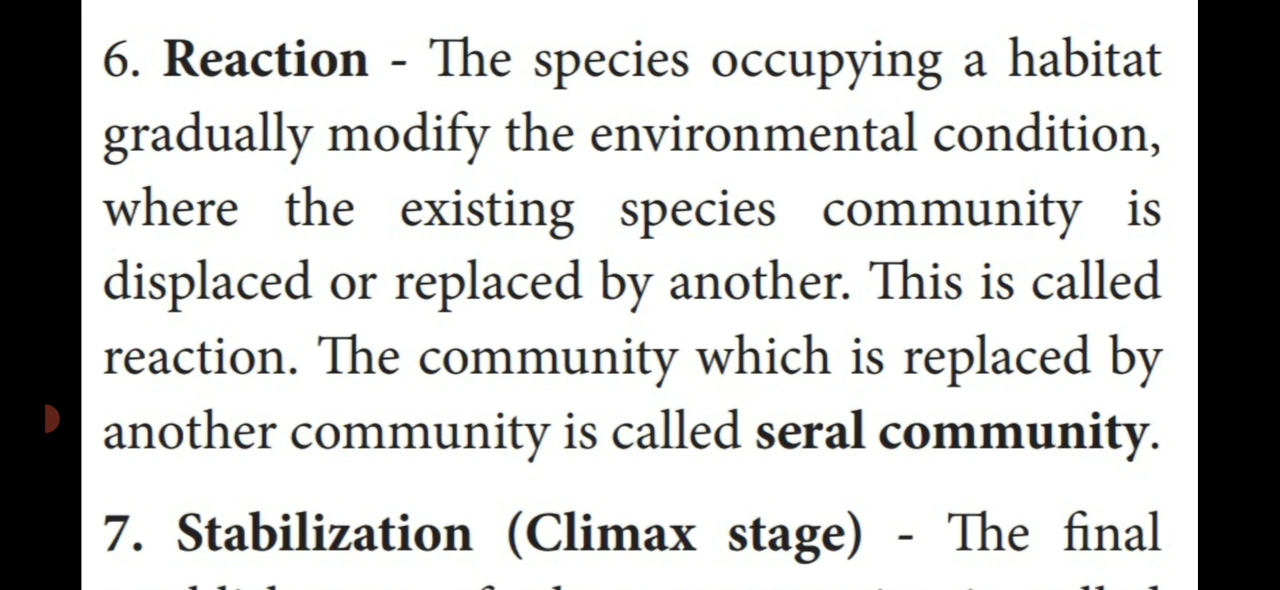 6. Reaction - The species occupying a habitat
gradually modify the environmental condition,
where the existing species community is
displaced or replaced by another. This is called
reaction. The community which is replaced by
another community is called seral community.
7. Stabilization (Climax stage) - The final